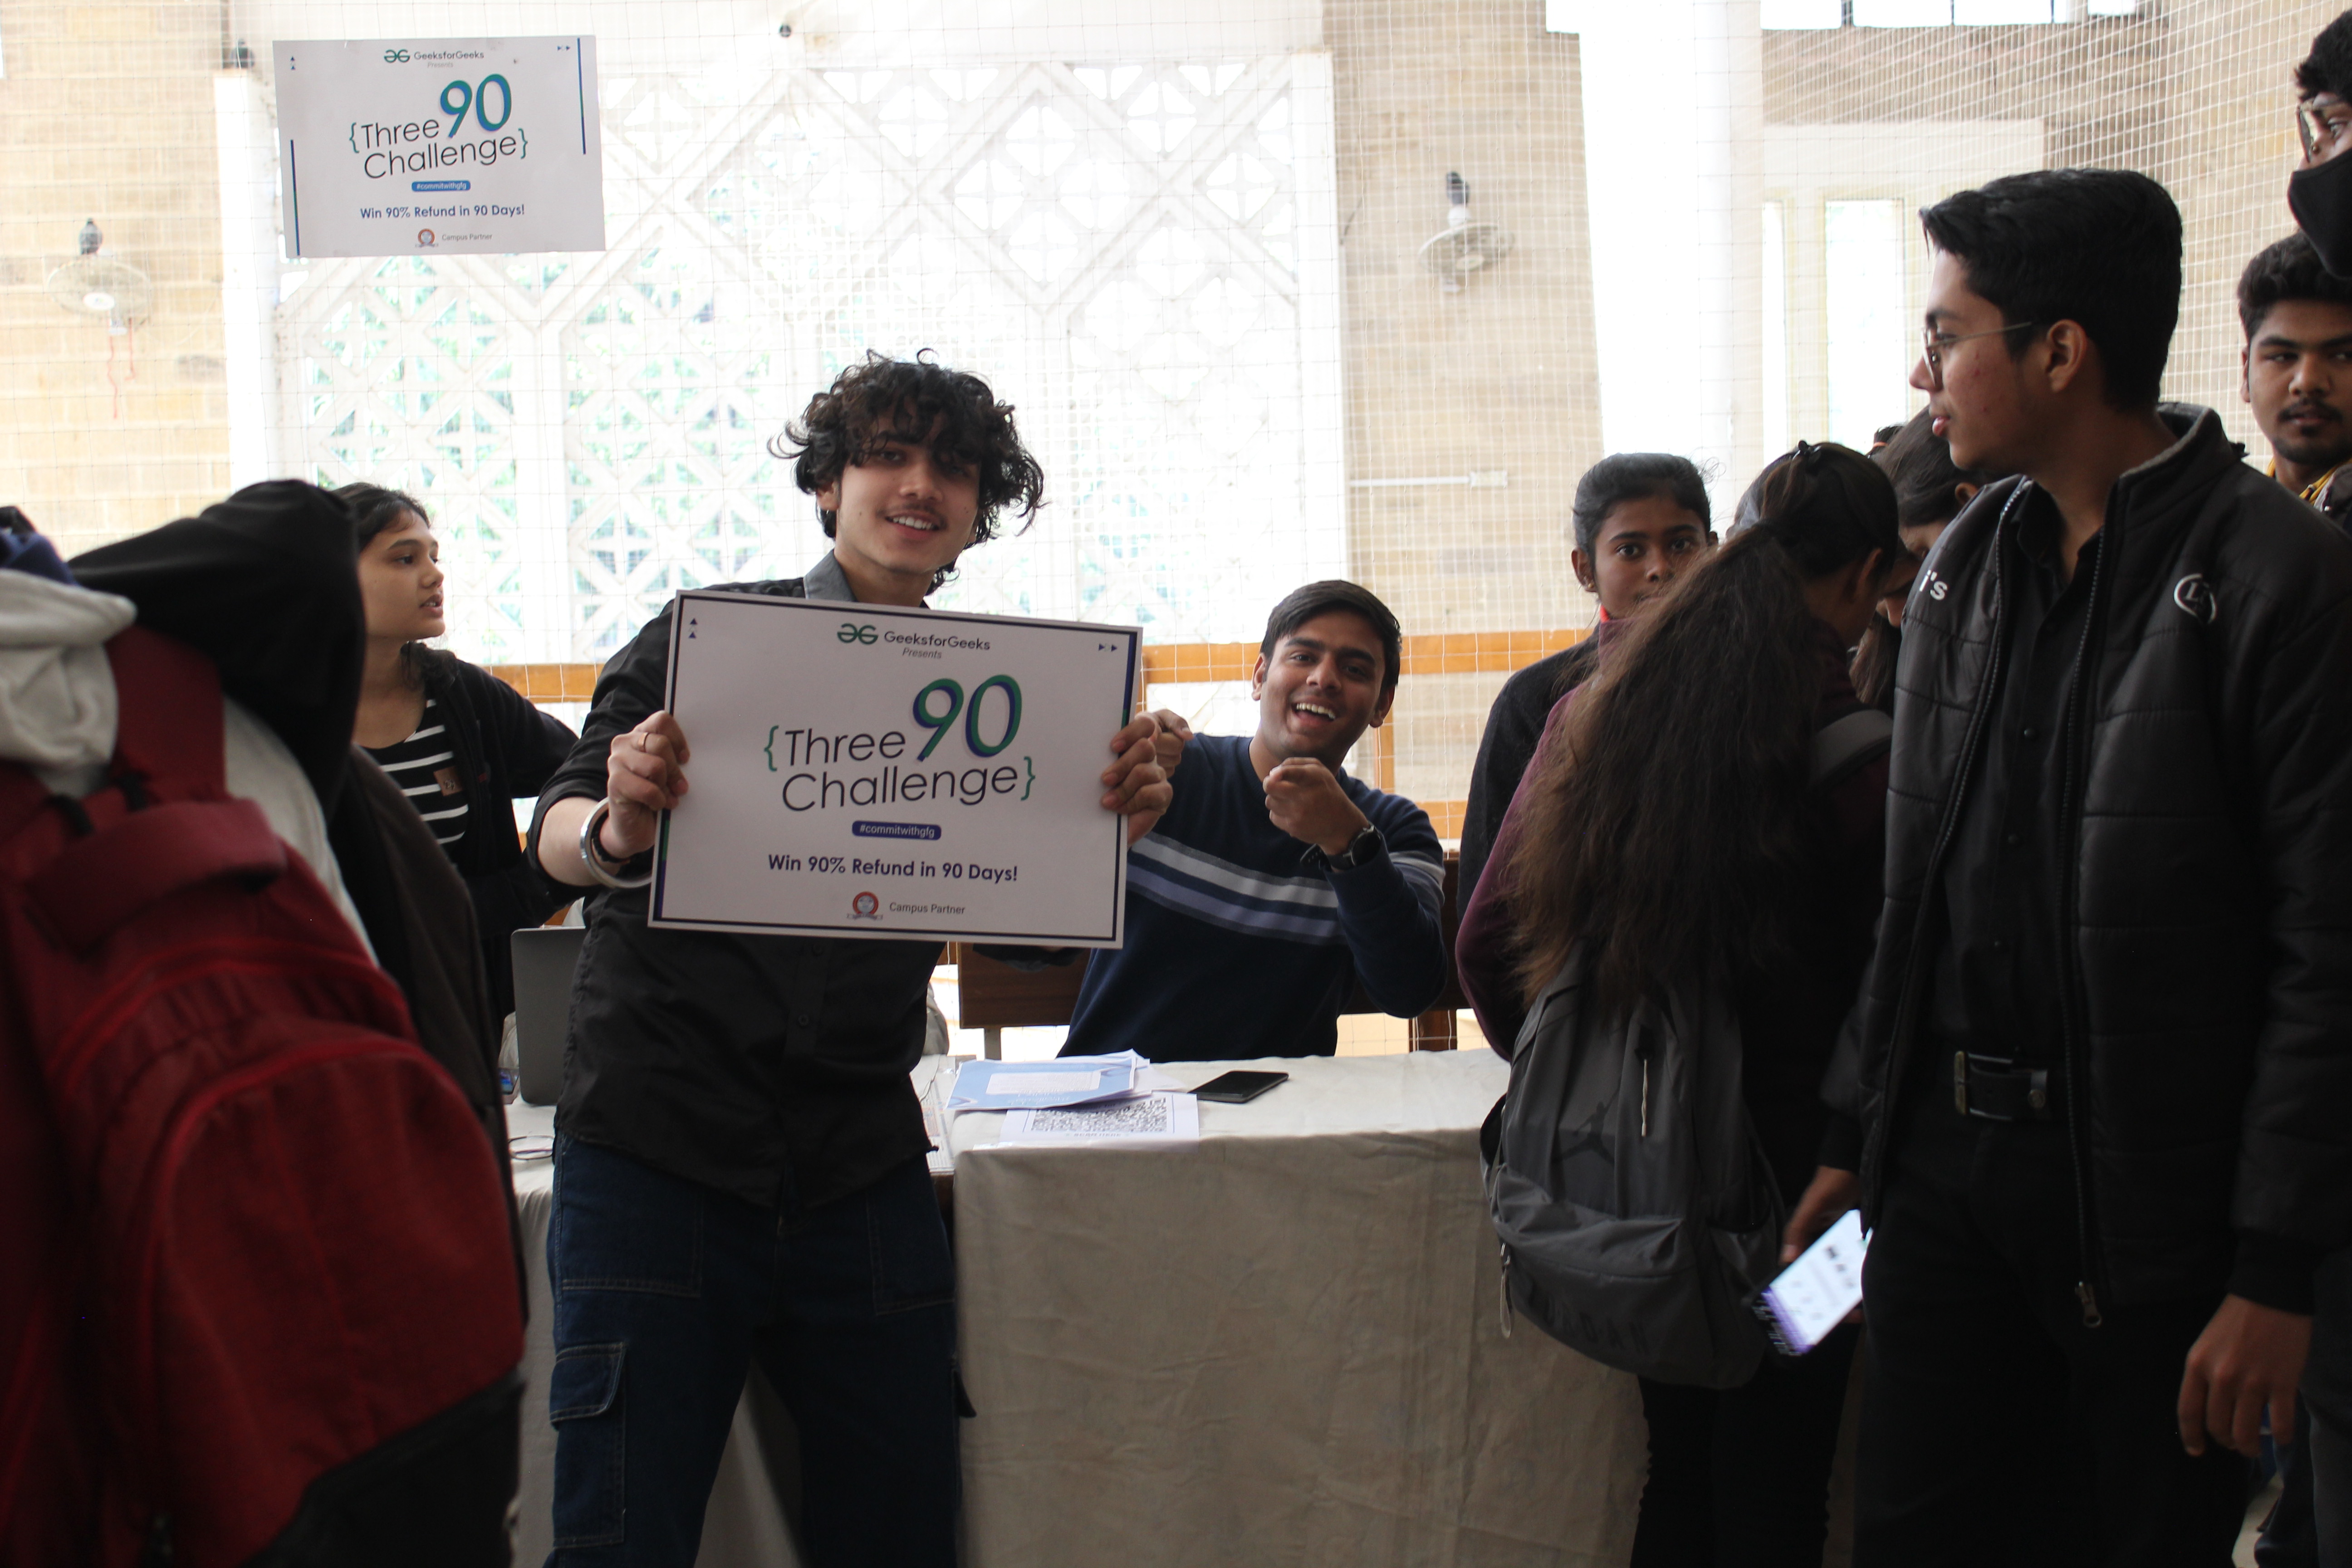 GeeksforGeeks
Presents
{Three 90
Challenge}
#commitwithgfg
Win 90% Refund in 90 Days!
Campus Partner
GeeksforGeeks
Presents
{Three 90
Challenge}
#commitwithgfg
Win 90% Refund in 90 Days!
Campus Partner
i's
JORDAN